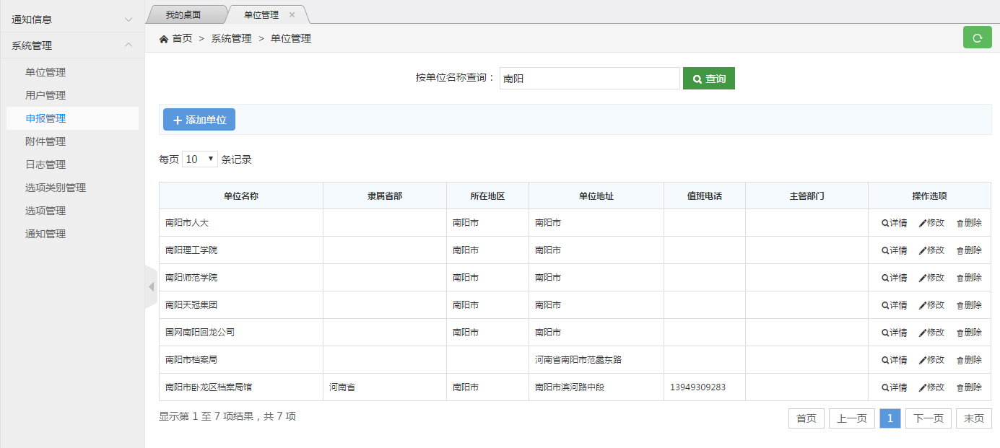 通知信息
系统管理
单位管理
用户管理
申报管理
附件管理
日志管理
选项类别管理
选项管理
通知管理
我的桌面 单位管理 ×
首页 > 系统管理 > 单位管理
按单位名称查询： 南阳 查询
添加单位
每页 10 条记录
单位名称 隶属省部 所在地区 单位地址 值班电话 主管部门 操作选项
南阳市人大 南阳市 南阳市 详情 修改 删除
南阳理工学院 南阳市 南阳市 详情 修改 删除
南阳师范学院 南阳市 南阳市 详情 修改 删除
南阳天冠集团 南阳市 南阳市 详情 修改 删除
国网南阳回龙公司 南阳市 南阳市 详情 修改 删除
南阳市档案局 河南省南阳市范蠡东路 详情 修改 删除
南阳市卧龙区档案局馆 河南省 南阳市 南阳市滨河路中段 13949309283 详情 修改 删除
显示第 1 至 7 项结果，共 7 项
首页 上一页 1 下一页 末页